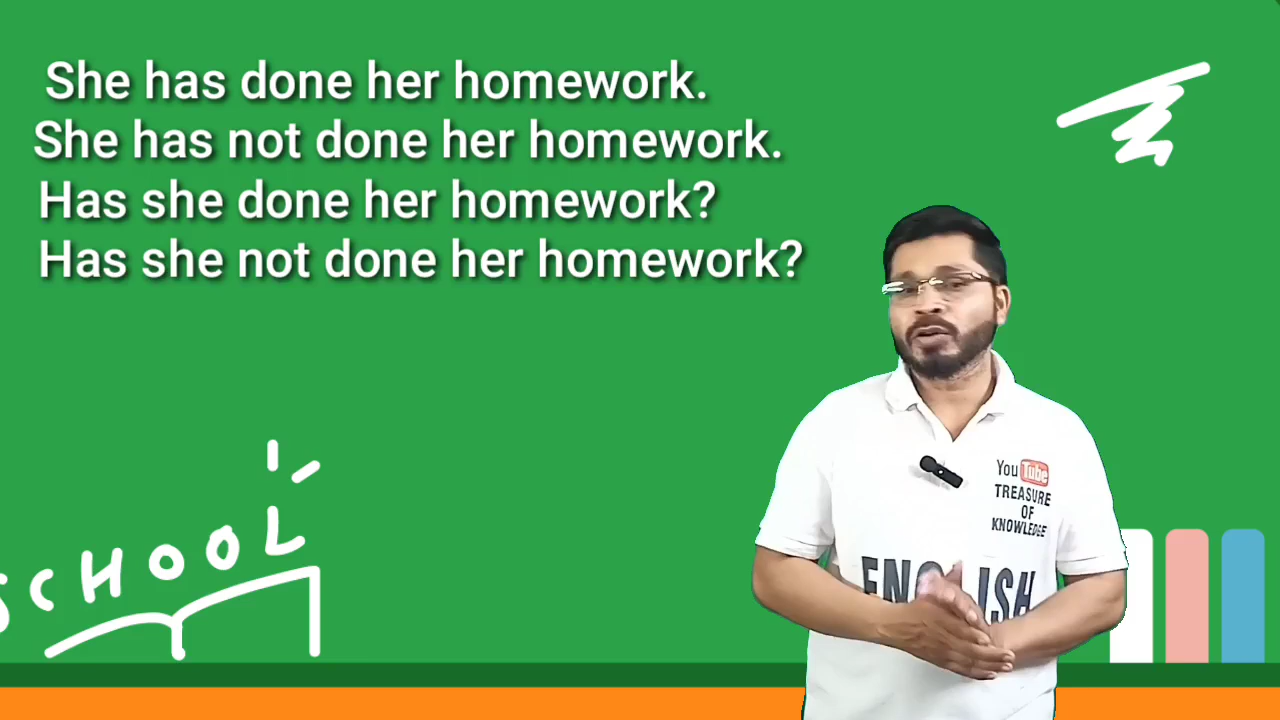 She has done her homework.
She has not done her homework.
Has she done her homework?
Has she not done her homework?
SCHOOL
YouTube
TREASURE
OF
KNOWLEDGE
ENGLISH